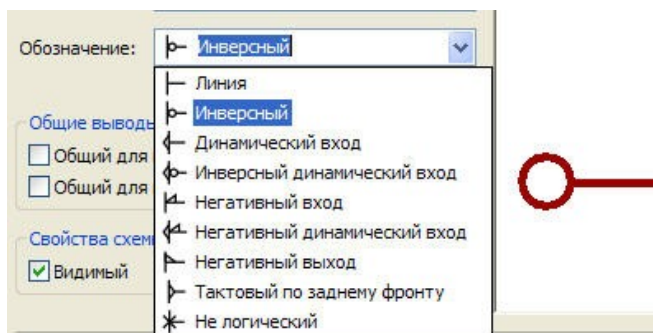 Обозначение: Инверсный
Линия
Инверсный
Общие выводы
Динамический вход
Общий для
Инверсный динамический вход
Общий для
Негативный вход
Негативный динамический вход
Свойства схем
Негативный выход
Видимый
Тактовый по заднему фронту
Не логический